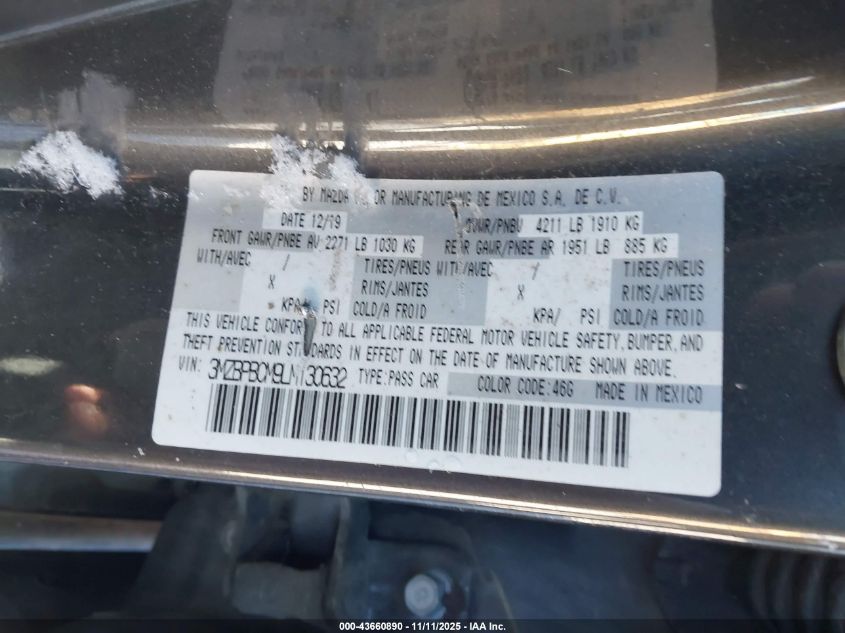 BY MAZDA MOTOR MANUFACTURING DE MEXICO S.A. DE C.V.
DATE 12/19 GVWR/PNBV 4211 LB 1910 KG
FRONT GAWR/PNBE AV 2271 LB 1030 KG REAR GAWR/PNBE AR 1951 LB 885 KG
WITH/AVEC / TIRES/PNEUS WITH/AVEC / TIRES/PNEUS
X RIMS/JANTES X RIMS/JANTES
KPA/ PSI COLD/A FROID KPA/ PSI COLD/A FROID
THIS VEHICLE CONFORMS TO ALL APPLICABLE FEDERAL MOTOR VEHICLE SAFETY, BUMPER, AND
THEFT PREVENTION STANDARDS IN EFFECT ON THE DATE OF MANUFACTURE SHOWN ABOVE.
VIN: 3MZBPBCM9LM130632 TYPE:PASS CAR COLOR CODE:46G MADE IN MEXICO
000-43660890 - 11/11/2025 - IAA Inc.